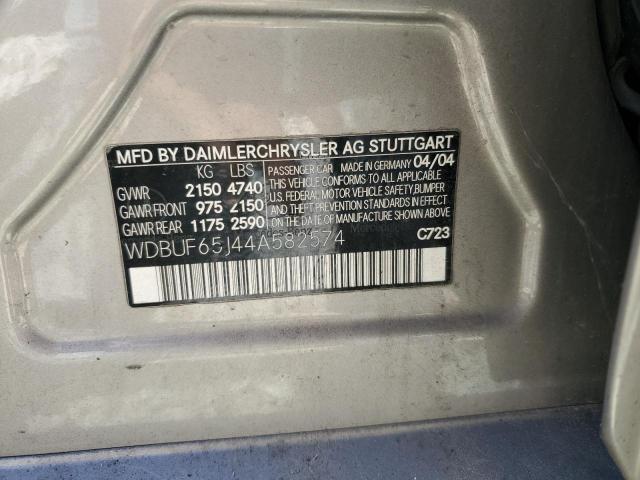 MFD BY DAIMLERCHRYSLER AG STUTTGART
KG LBS
GVWR 2150 4740
GAWR FRONT 975 2150
GAWR REAR 1175 2590
PASSENGER CAR MADE IN GERMANY 04/04
THIS VEHICLE CONFORMS TO ALL APPLICABLE
U.S. FEDERAL MOTOR VEHICLE SAFETY, BUMPER
AND THEFT PREVENTION STANDARDS IN EFFECT
ON THE DATE OF MANUFACTURE SHOWN ABOVE
WDBUF65J44A582574
C723